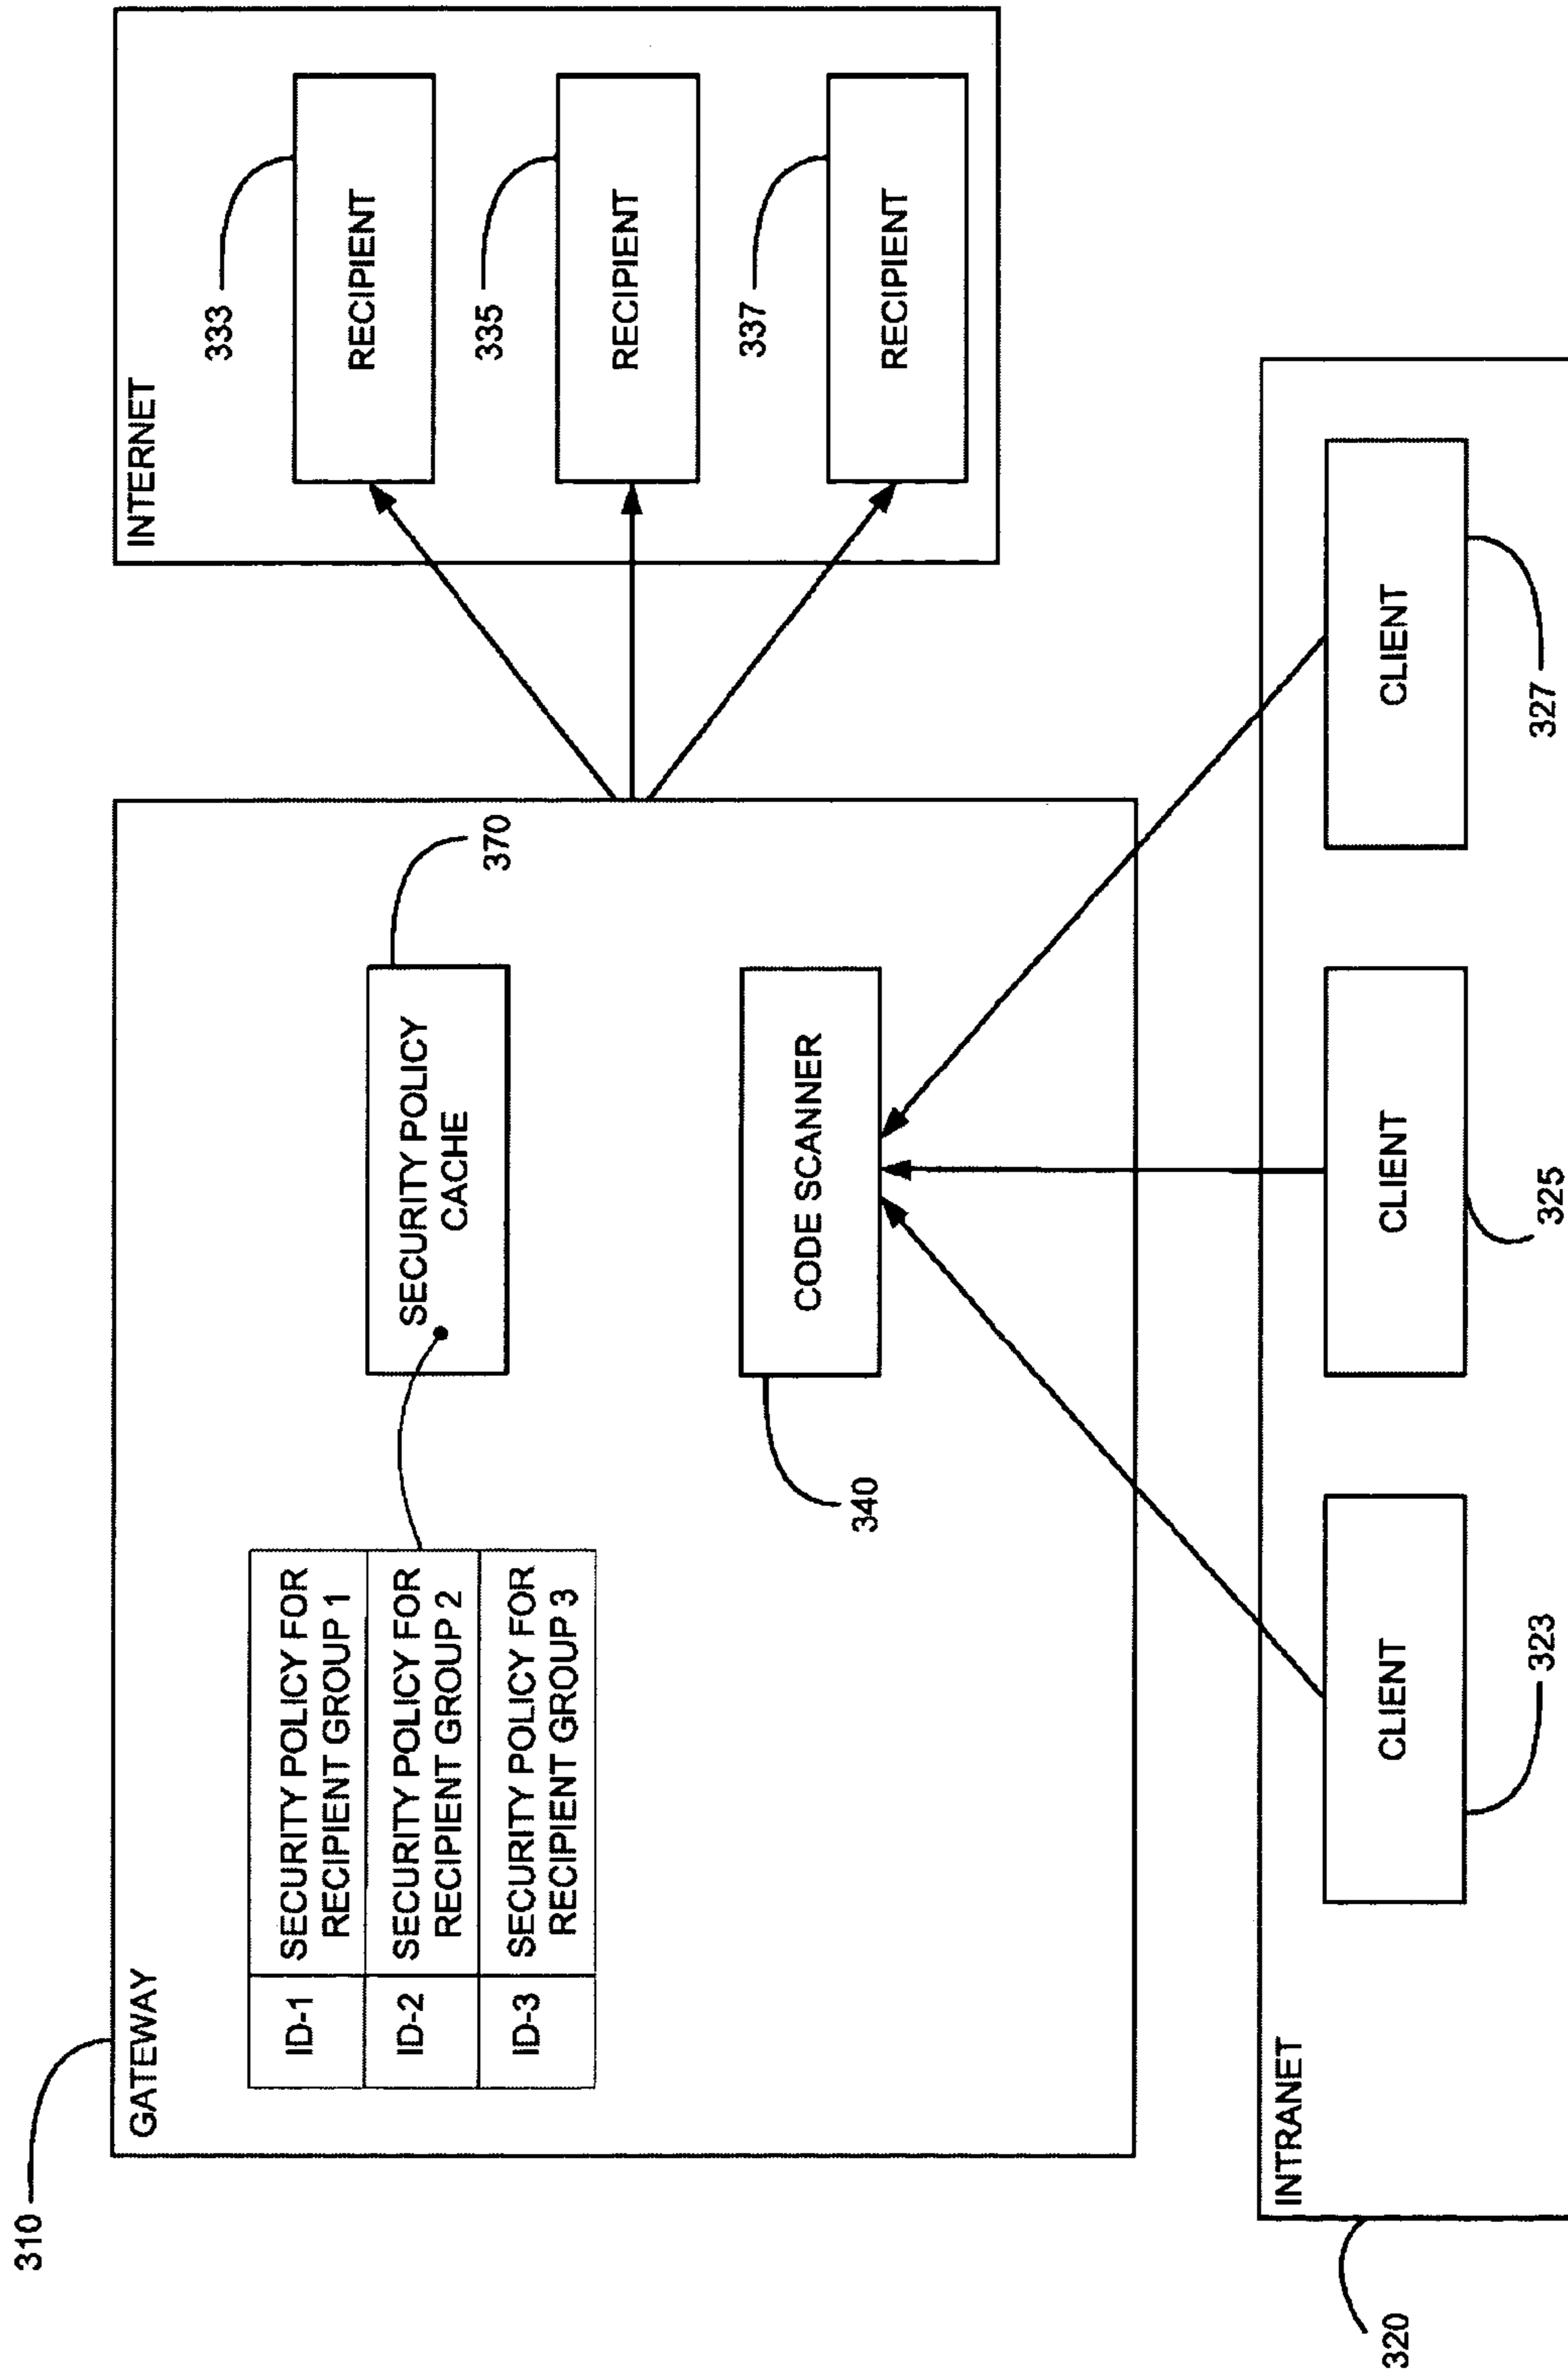 310
GATEWAY
ID-1
SECURITY POLICY FOR
RECIPIENT GROUP 1
ID-2
SECURITY POLICY FOR
RECIPIENT GROUP 2
ID-3
SECURITY POLICY FOR
RECIPIENT GROUP 3
SECURITY POLICY
CACHE
370
340
CODE SCANNER
INTERNET
333
RECIPIENT
335
RECIPIENT
337
RECIPIENT
320
INTRANET
CLIENT
323
CLIENT
325
CLIENT
327